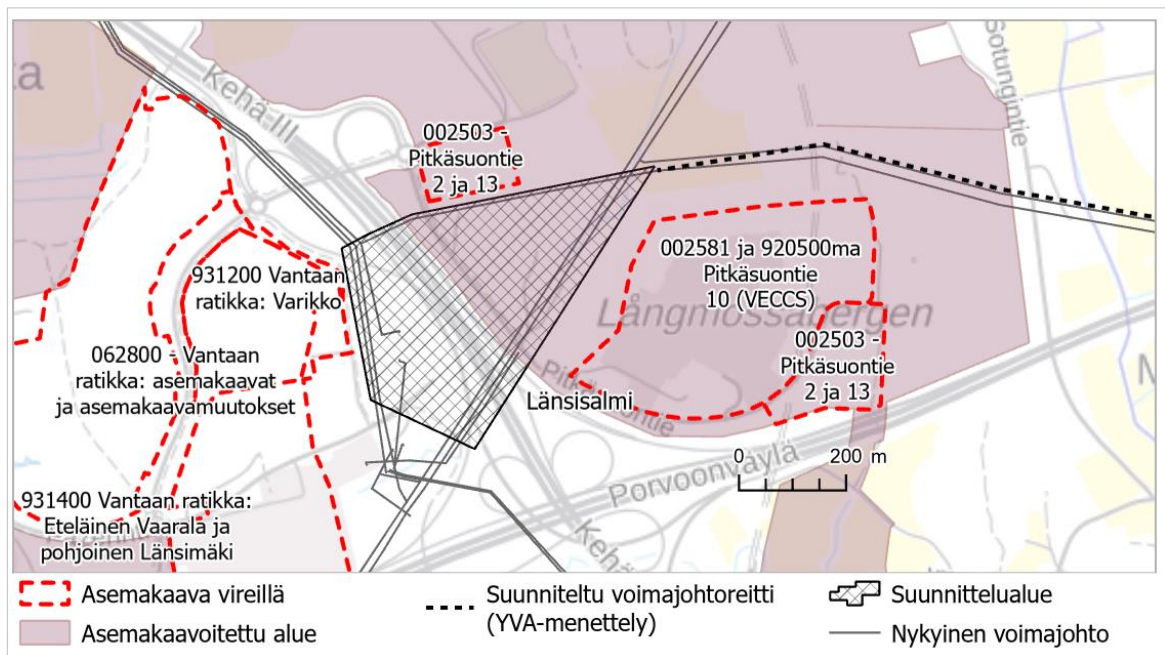 ka
Kehä III
Sotungintie
002503 -
Pitkäsuontie
2 ja 13
931200 Vantaan
ratikka: Varikko
002581 ja 920500ma
Pitkäsuontie
10 (VECCS)
Långmossabergen
062800 - Vantaan
ratikka: asemakaavat
ja asemakaavamuutokset
002503 -
Pitkäsuontie
2 ja 13
Pitkäsuontie
Länsisalmi
M
0 200 m
Porvoonväylä
931400 Vantaan ratikka:
Eteläinen Vaarala ja
pohjoinen Länsimäki
Kehä
Asemakaava vireillä
Asemakaavoitettu alue
Suunniteltu voimajohtoreitti
(YVA-menettely)
Suunnittelualue
Nykyinen voimajohto